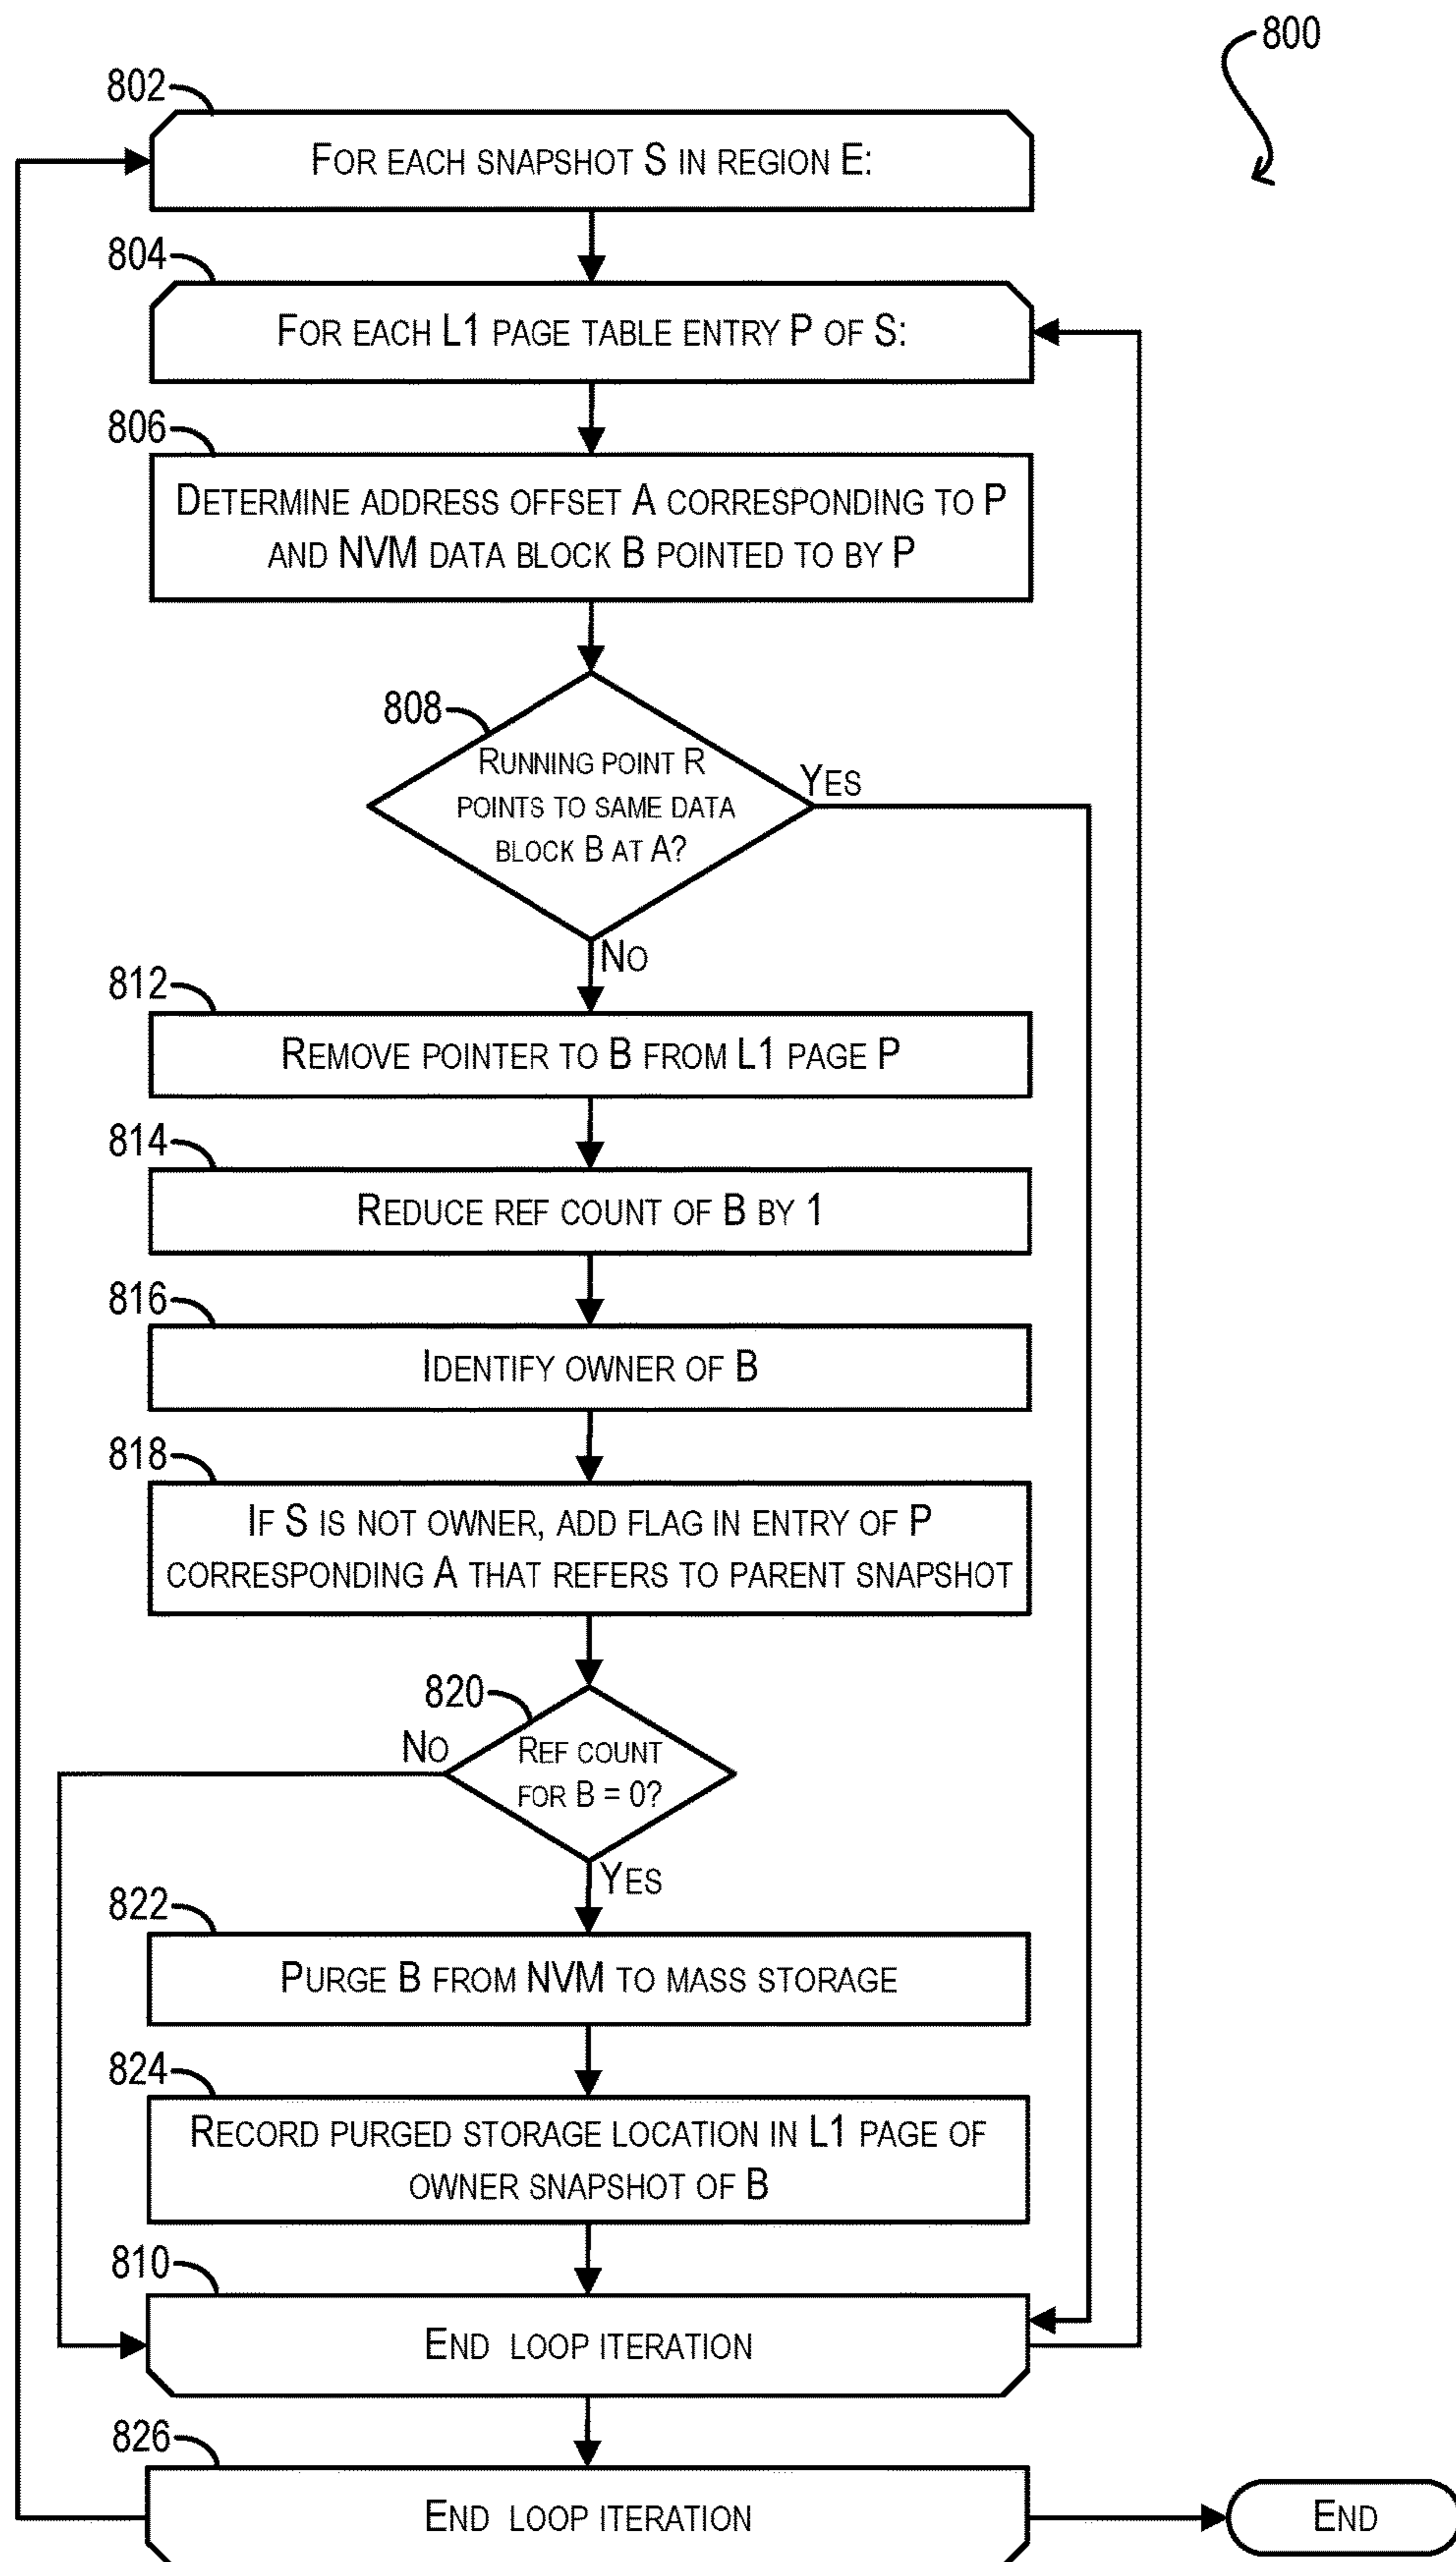 800
802
For each snapshot S in region E:
804
For each L1 page table entry P of S:
806
Determine address offset A corresponding to P
and NVM data block B pointed to by P
808
Running point R
points to same data
block B at A?
Yes
No
812
Remove pointer to B from L1 page P
814
Reduce ref count of B by 1
816
Identify owner of B
818
If S is not owner, add flag in entry of P
corresponding A that refers to parent snapshot
820
No
Ref count
for B = 0?
Yes
822
Purge B from NVM to mass storage
824
Record purged storage location in L1 page of
owner snapshot of B
810
End loop iteration
826
End loop iteration
End